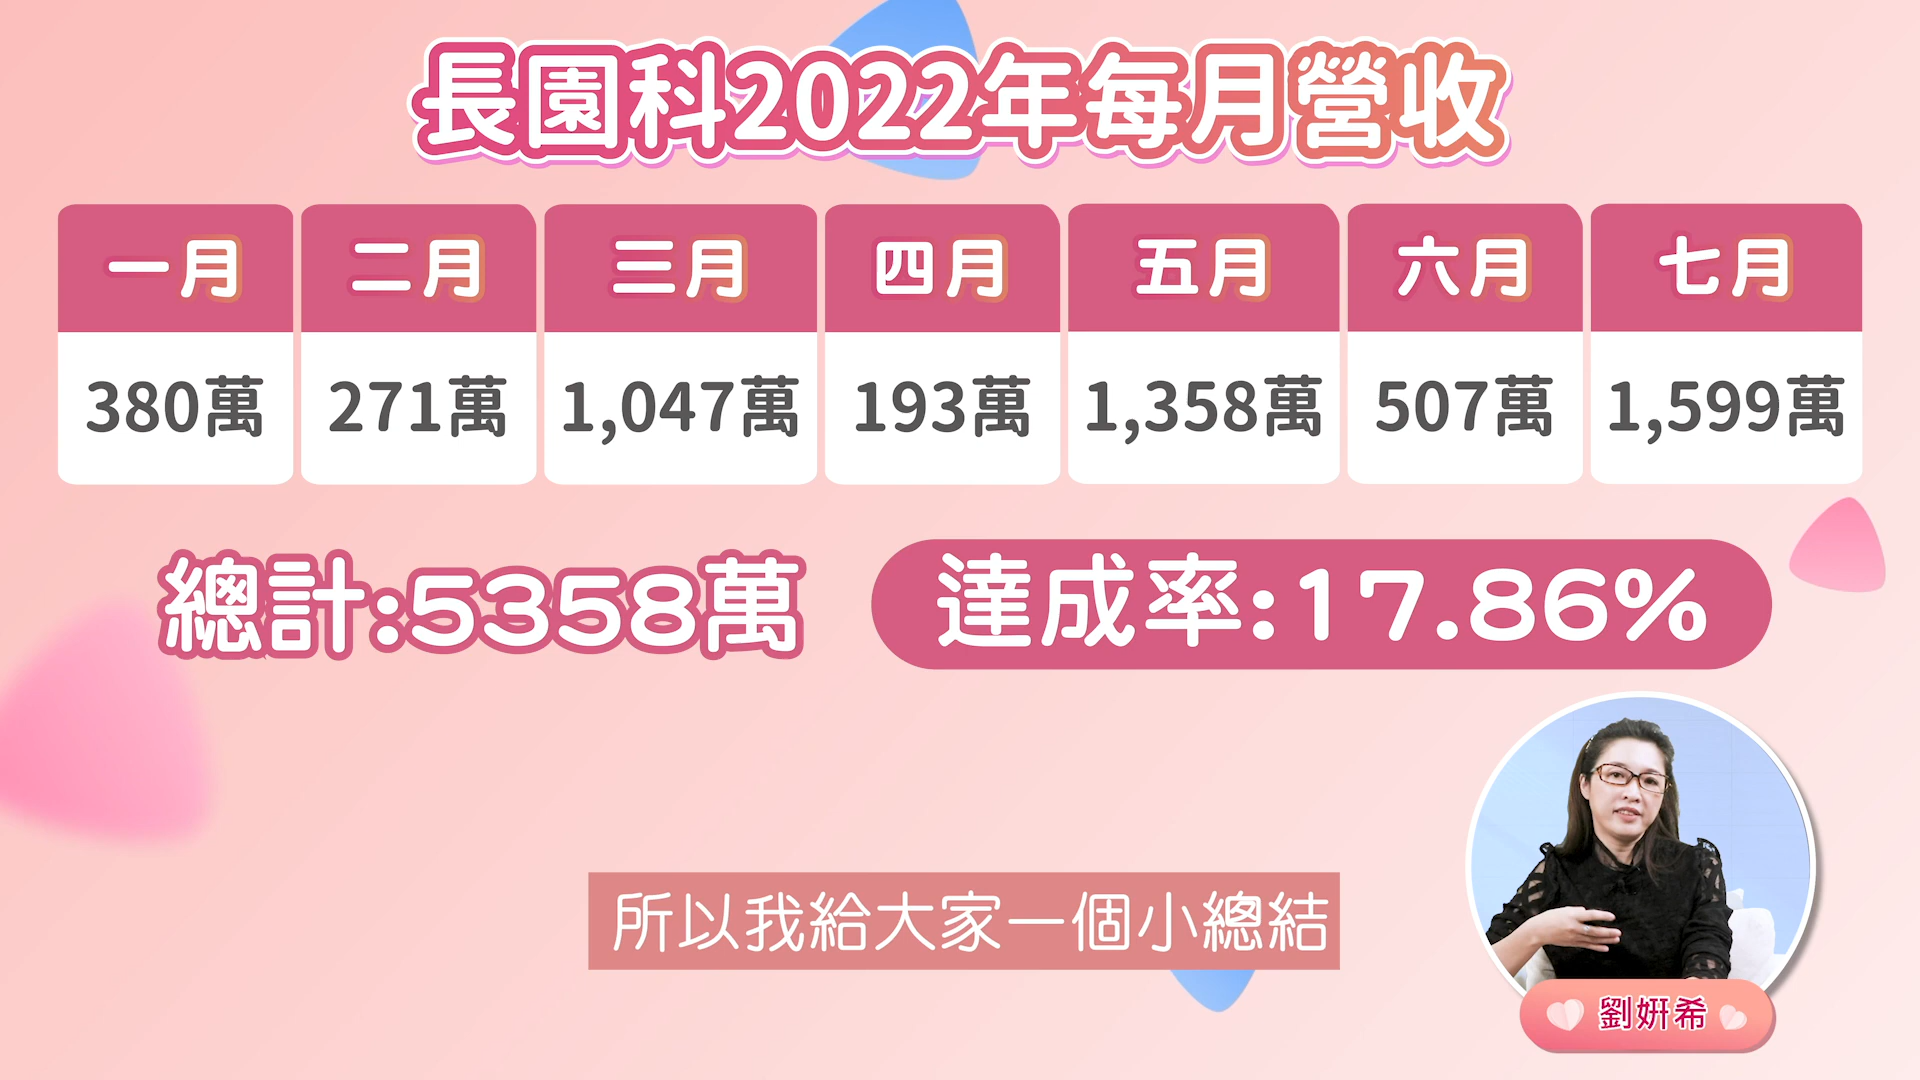 長園科2022年每月營收
一月 二月 三月 四月 五月 六月 七月
380萬 271萬 1,047萬 193萬 1,358萬 507萬 1,599萬
總計:5358萬 達成率:17.86%
所以我給大家一個小總結
劉妍希